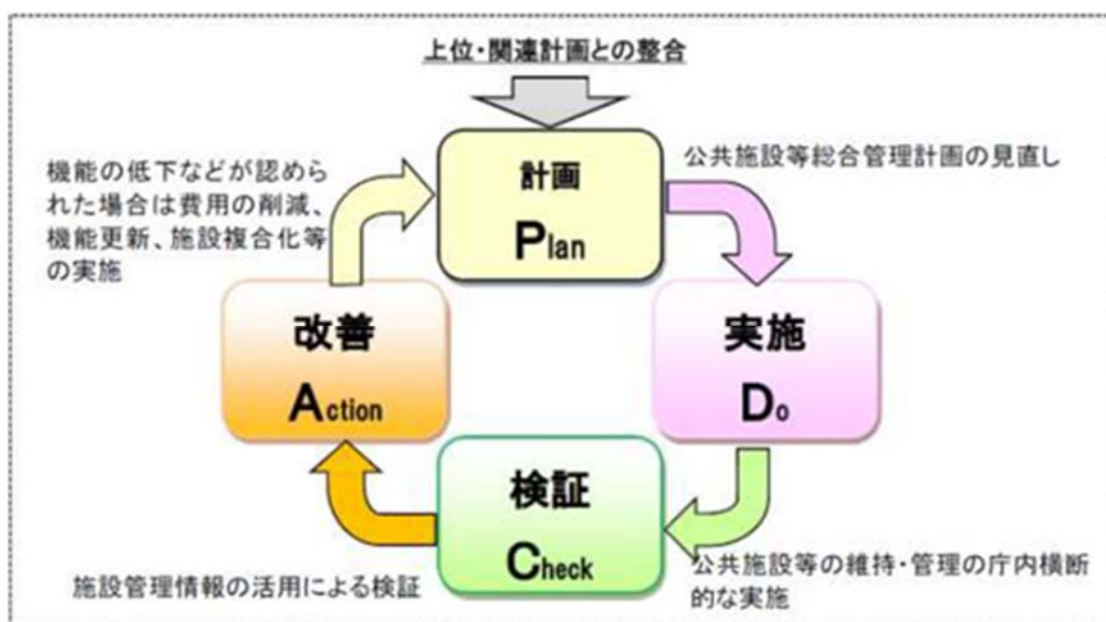 上位・関連計画との整合
計画
Plan
公共施設等総合管理計画の見直し
機能の低下などが認めら
れた場合は費用の削減、
機能更新、施設複合化等
の実施
改善
Action
実施
Do
検証
Check
公共施設等の維持・管理の庁内横断
的な実施
施設管理情報の活用による検証